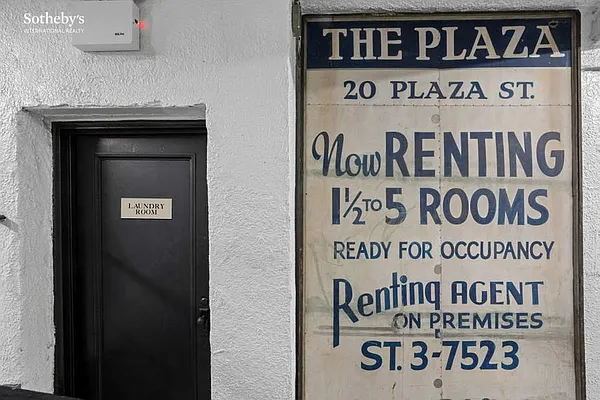 Sotheby's
INTERNATIONAL REALTY
LAUNDRY
ROOM
THE PLAZA
20 PLAZA ST.
Now RENTING
1½ TO 5 ROOMS
READY FOR OCCUPANCY
Renting AGENT
ON PREMISES
ST. 3-7523